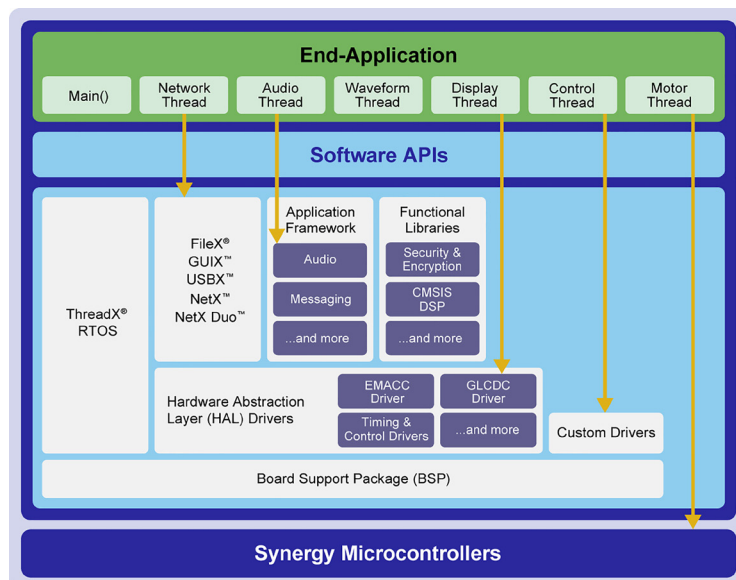 End-Application
Main()
Network
Thread
Audio
Thread
Waveform
Thread
Display
Thread
Control
Thread
Motor
Thread
Software APIs
ThreadX®
RTOS
FileX®
GUIX™
USBX™
NetX™
NetX Duo™
Application
Framework
Audio
Messaging
...and more
Functional
Libraries
Security &
Encryption
CMSIS
DSP
...and more
Hardware Abstraction
Layer (HAL) Drivers
EMACC
Driver
GLCDC
Driver
Timing &
Control Drivers
...and more
Custom Drivers
Board Support Package (BSP)
Synergy Microcontrollers